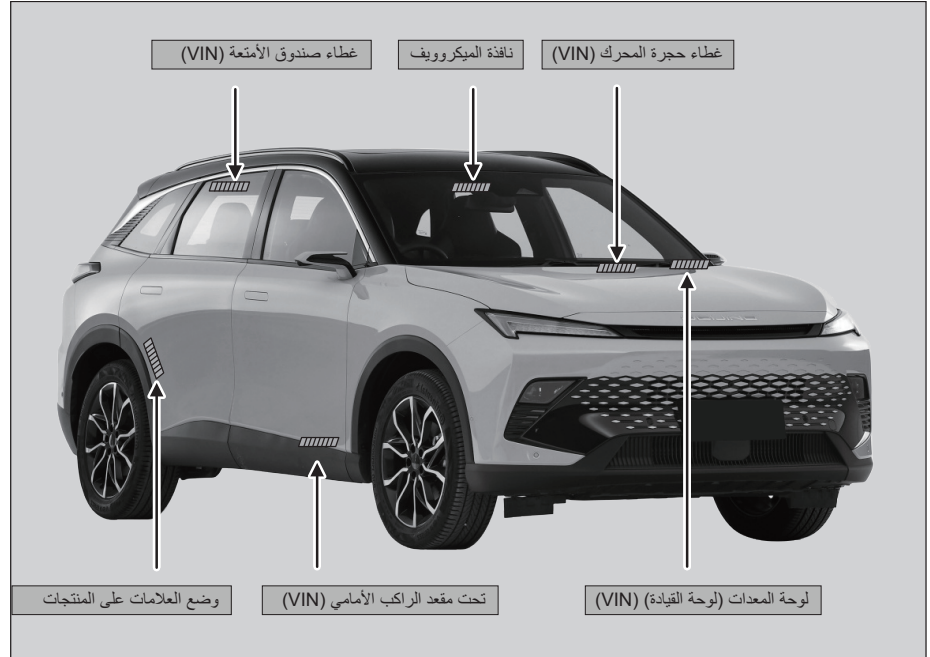 غطاء حجرة المحرك (VIN)
نافذة الميكروويف
غطاء صندوق الأمتعة (VIN)
لوحة المعدات (لوحة القيادة) (VIN)
تحت مقعد الراكب الأمامي (VIN)
وضع العلامات على المنتجات